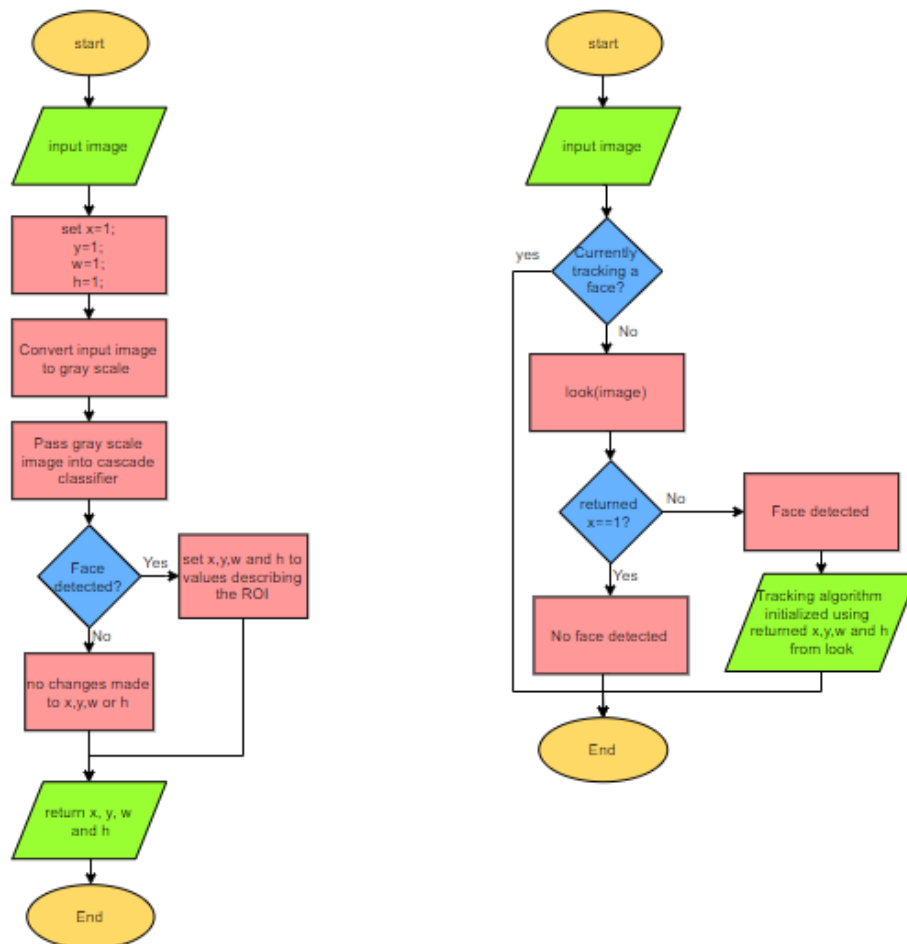 start
input image
set x=1;
y=1;
w=1;
h=1;
Convert input image
to gray scale
Pass gray scale
image into cascade
classifier
Face
detected?
Yes
set x,y,w and h to
values describing
the ROI
No
no changes made
to x,y,w or h
return x, y, w
and h
End
start
input image
yes
Currently
tracking a
face?
No
look(image)
returned
x==1?
No
Face detected
Yes
Tracking algorithm
initialized using
returned x,y,w and h
from look
No face detected
End